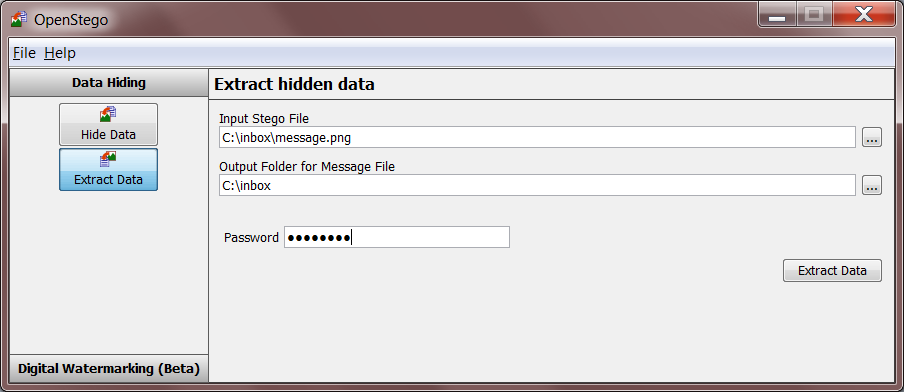 OpenStego
File Help
Data Hiding
Hide Data
Extract Data
Digital Watermarking (Beta)
Extract hidden data
Input Stego File
C:\inbox\message.png
...
Output Folder for Message File
C:\inbox
...
Password ●●●●●●●●
Extract Data